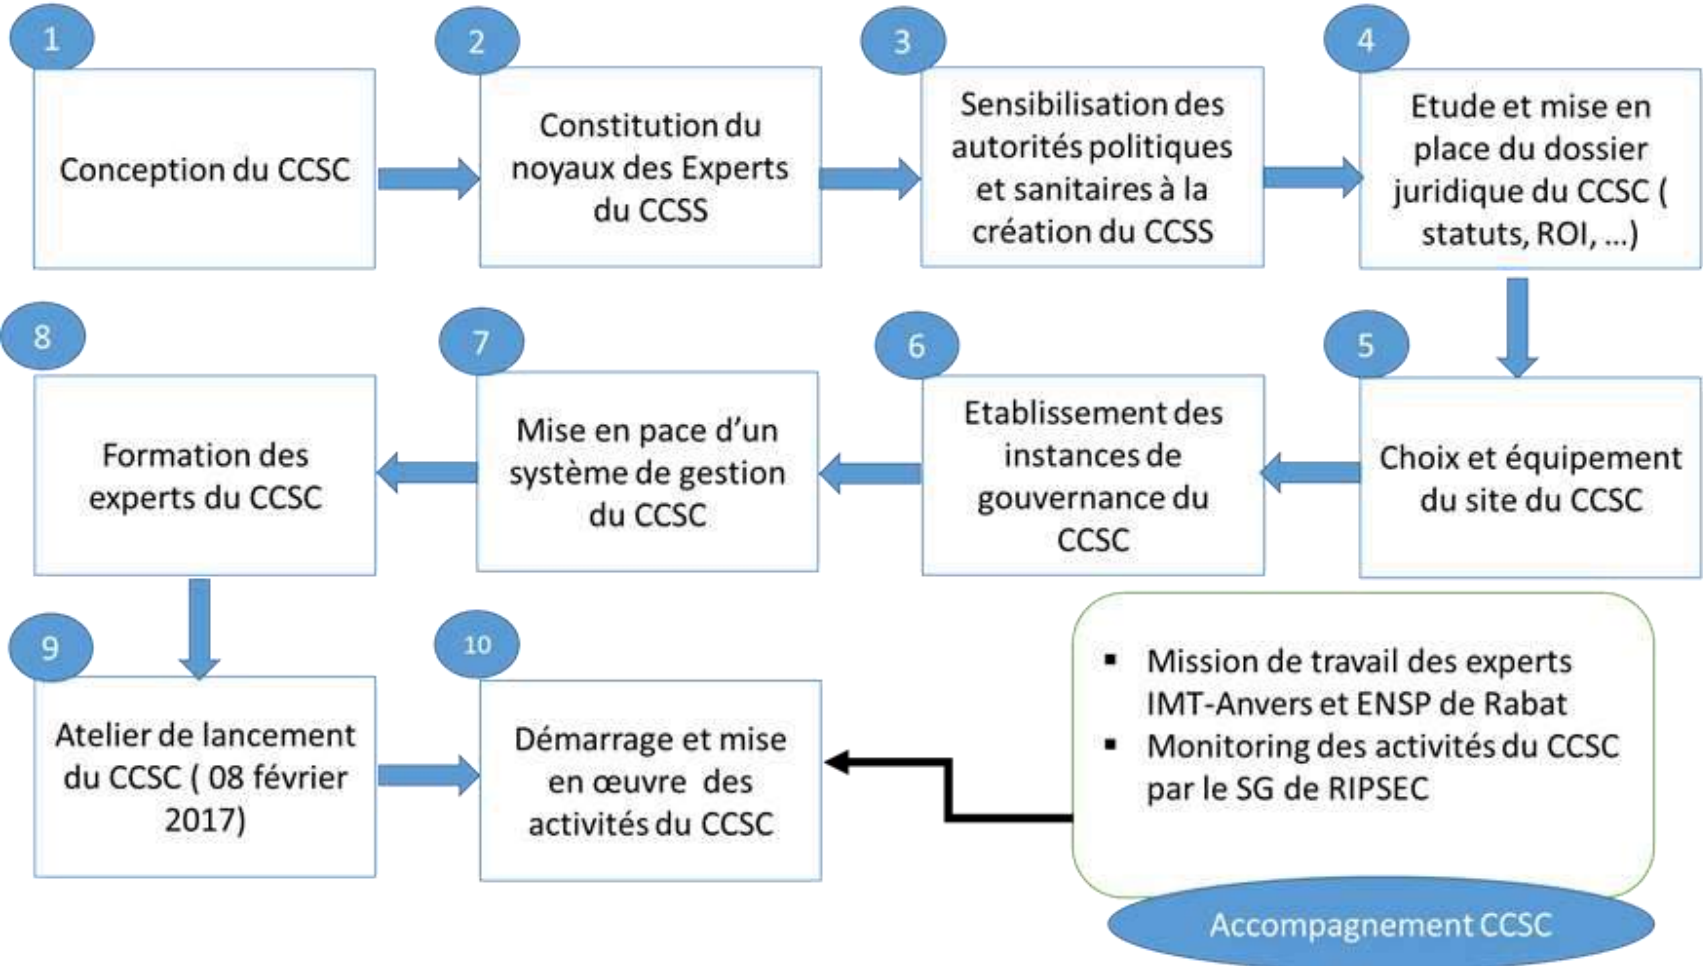 1
Conception du CCSC
2
Constitution du
noyaux des Experts
du CCSS
3
Sensibilisation des
autorités politiques
et sanitaires à la
création du CCSS
4
Etude et mise en
place du dossier
juridique du CCSC (
statuts, ROI, ...)
5
Choix et équipement
du site du CCSC
6
Etablissement des
instances de
gouvernance du
CCSC
7
Mise en pace d'un
système de gestion
du CCSC
8
Formation des
experts du CCSC
9
Atelier de lancement
du CCSC ( 08 février
2017)
10
Démarrage et mise
en œuvre des
activités du CCSC
▪ Mission de travail des experts
IMT-Anvers et ENSP de Rabat
▪ Monitoring des activités du CCSC
par le SG de RIPSEC
Accompagnement CCSC